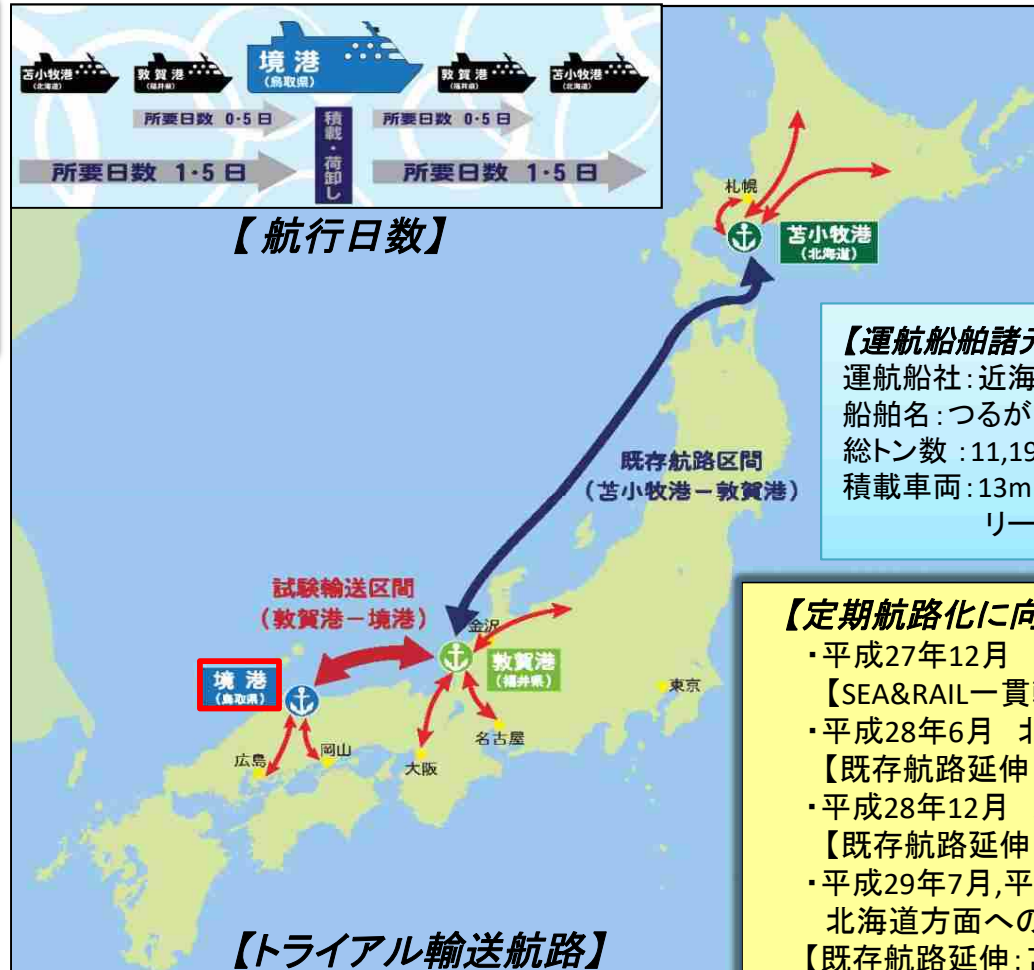 苫小牧港
(北海道)
敦賀港
(福井県)
境港
(鳥取県)
敦賀港
(福井県)
苫小牧港
(北海道)
所要日数 0・5 日
積載・荷卸し
所要日数 0・5 日
所要日数 1・5 日
所要日数 1・5 日
【航行日数】
札幌
苫小牧港
(北海道)
【運航船舶諸元
運航船社：近海
船舶名：つるが
総トン数 ：11,19
積載車両：13m
リー
既存航路区間
(苫小牧港－敦賀港)
試験輸送区間
(敦賀港－境港)
金沢
敦賀港
(福井県)
境 港
(鳥取県)
東京
名古屋
大阪
岡山
広島
【定期航路化に向
・平成27年12月
【SEA&RAIL一貫
・平成28年6月 北
【既存航路延伸
・平成28年12月
【既存航路延伸
・平成29年7月,平
北海道方面への
【既存航路延伸：
【トライアル輸送航路】